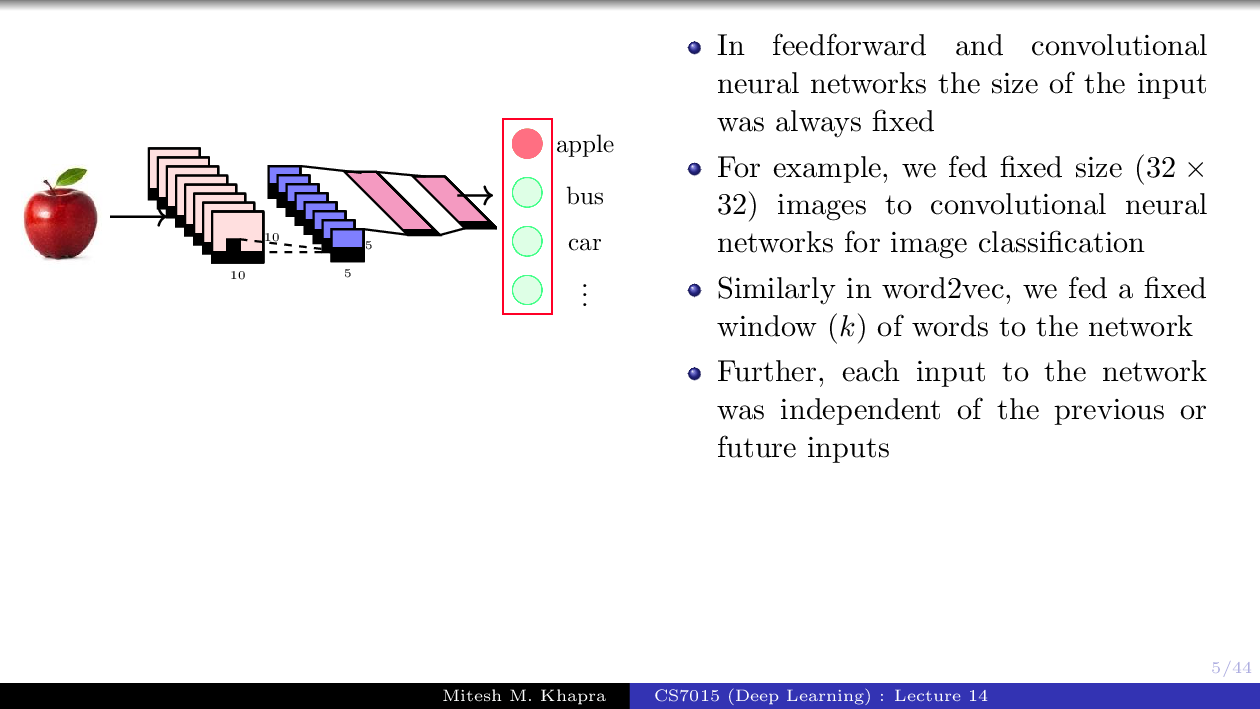 apple
bus
car
⋮
10
10
5
5
In feedforward and convolutional
neural networks the size of the input
was always fixed
For example, we fed fixed size (32 ×
32) images to convolutional neural
networks for image classification
Similarly in word2vec, we fed a fixed
window (k) of words to the network
Further, each input to the network
was independent of the previous or
future inputs
5/44
Mitesh M. Khapra
CS7015 (Deep Learning) : Lecture 14